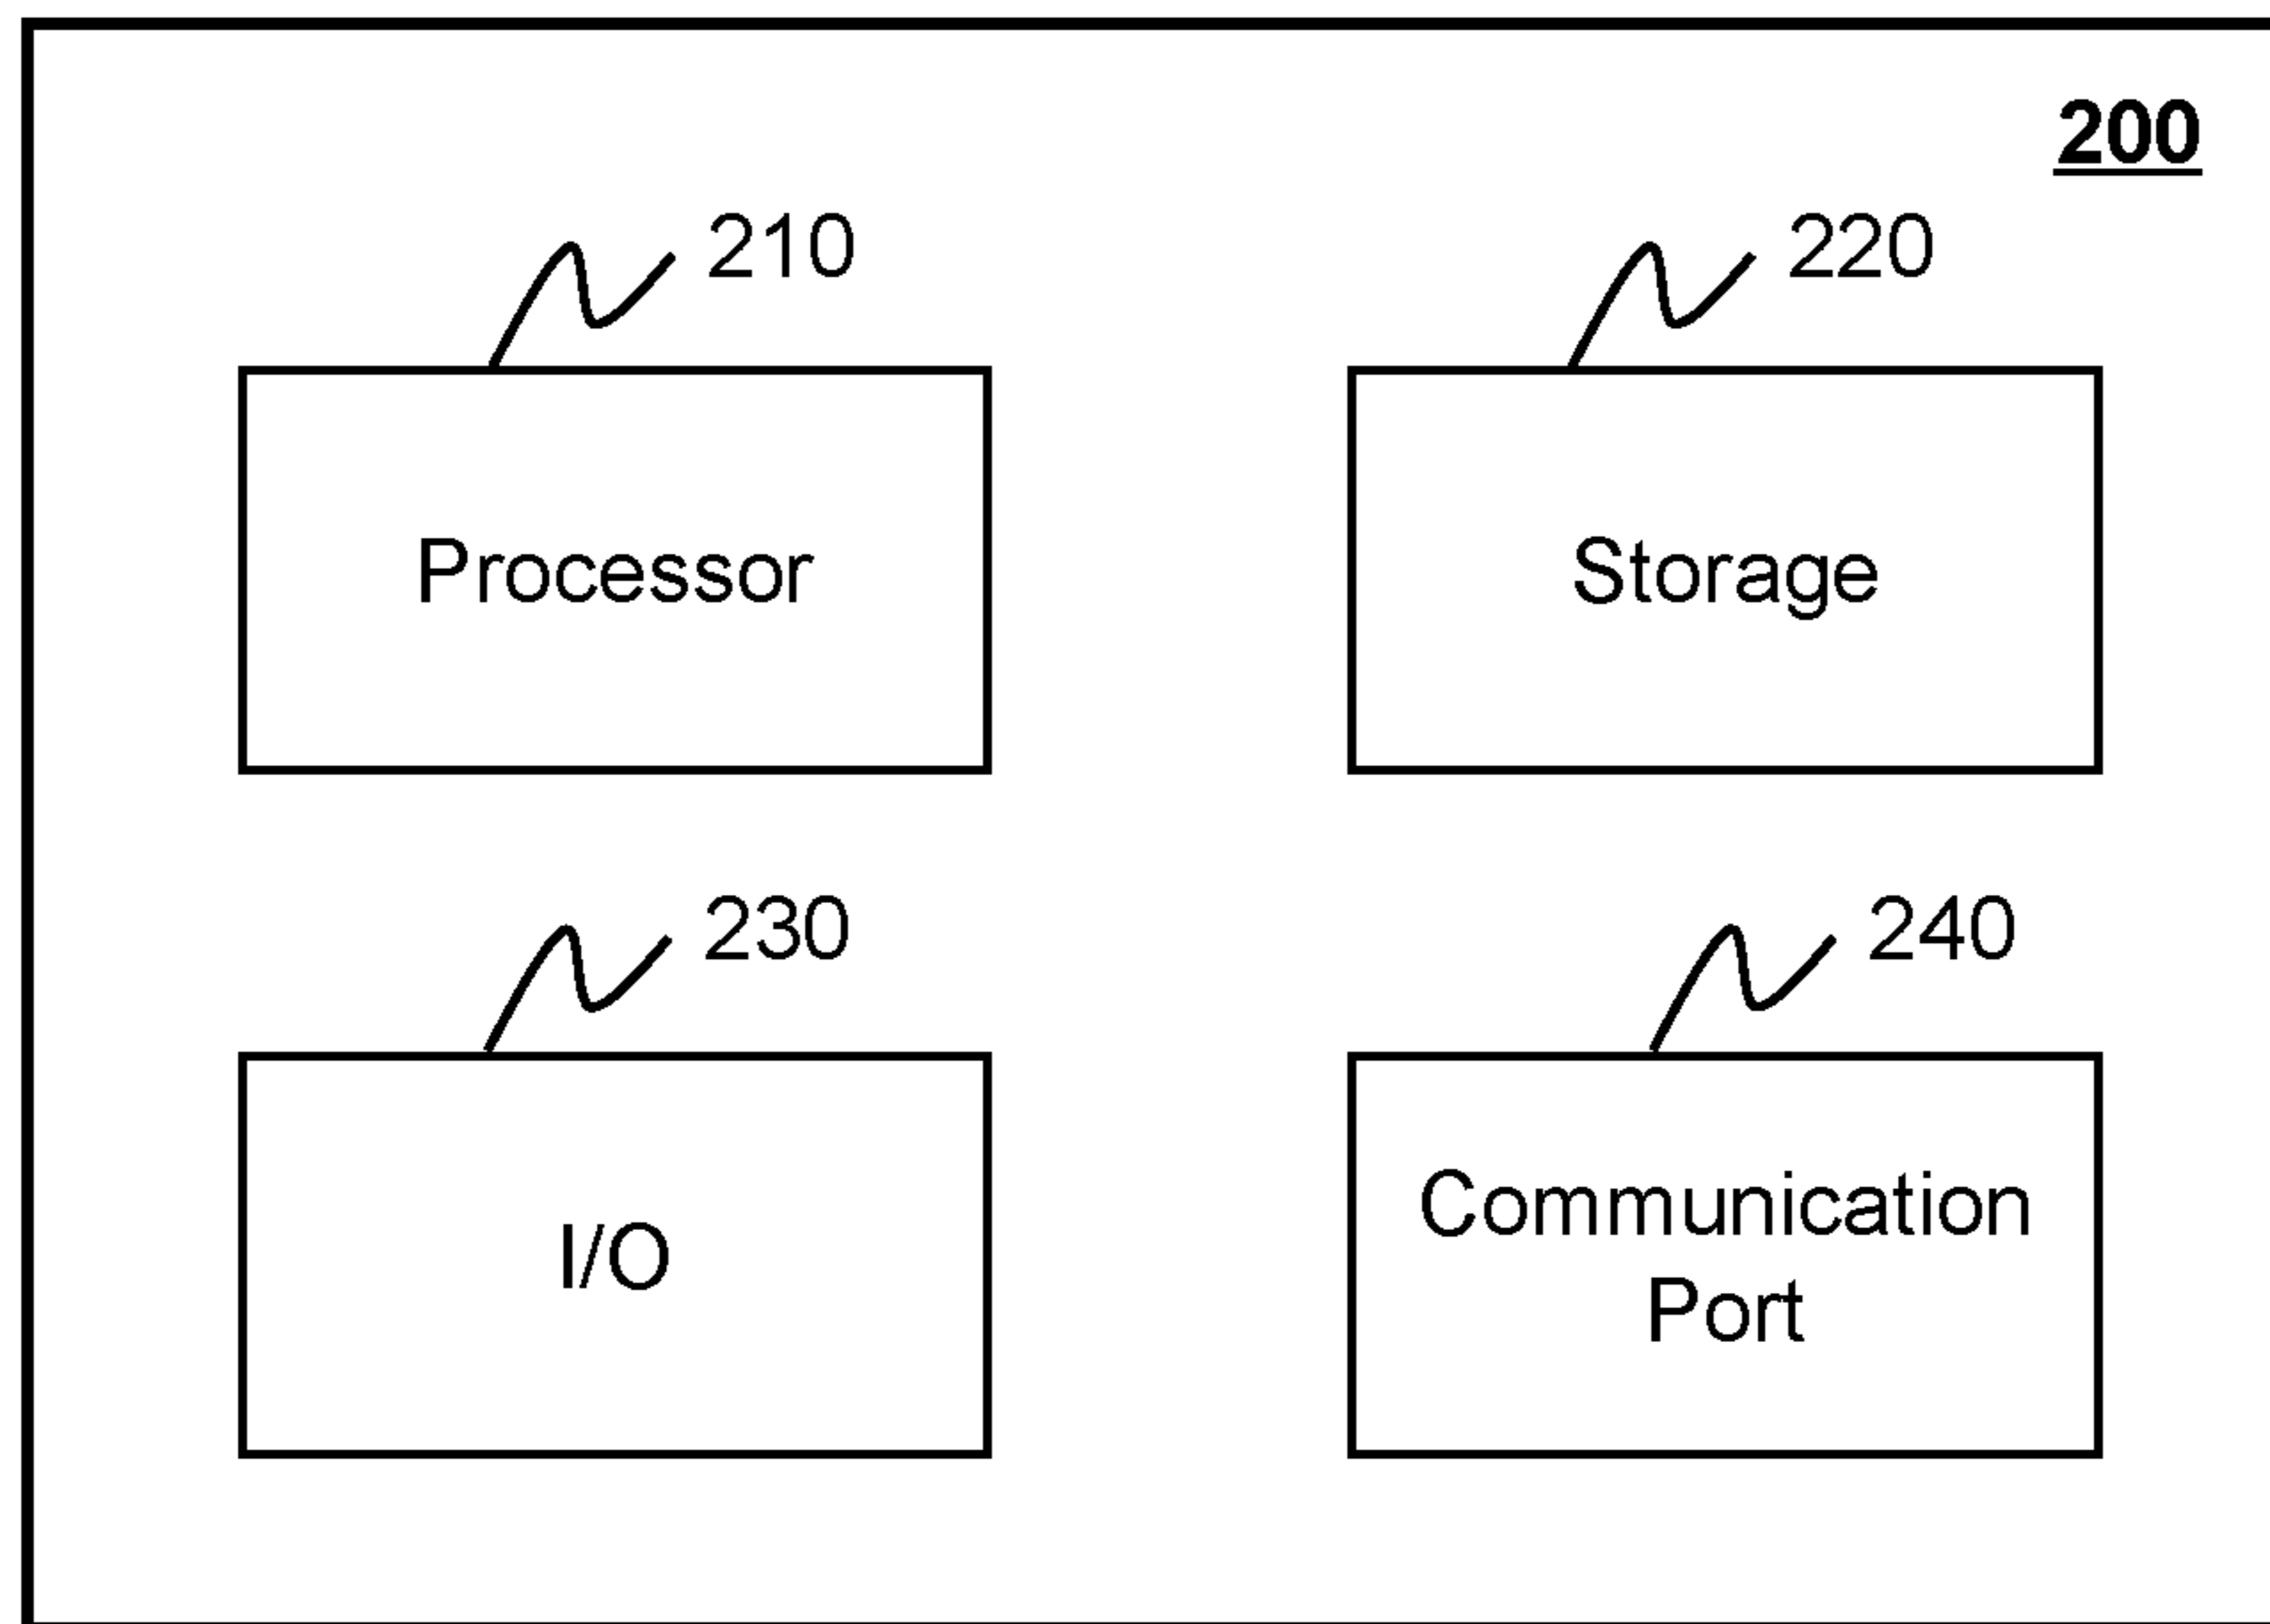 200
210
220
Processor
Storage
230
240
I/O
Communication
Port